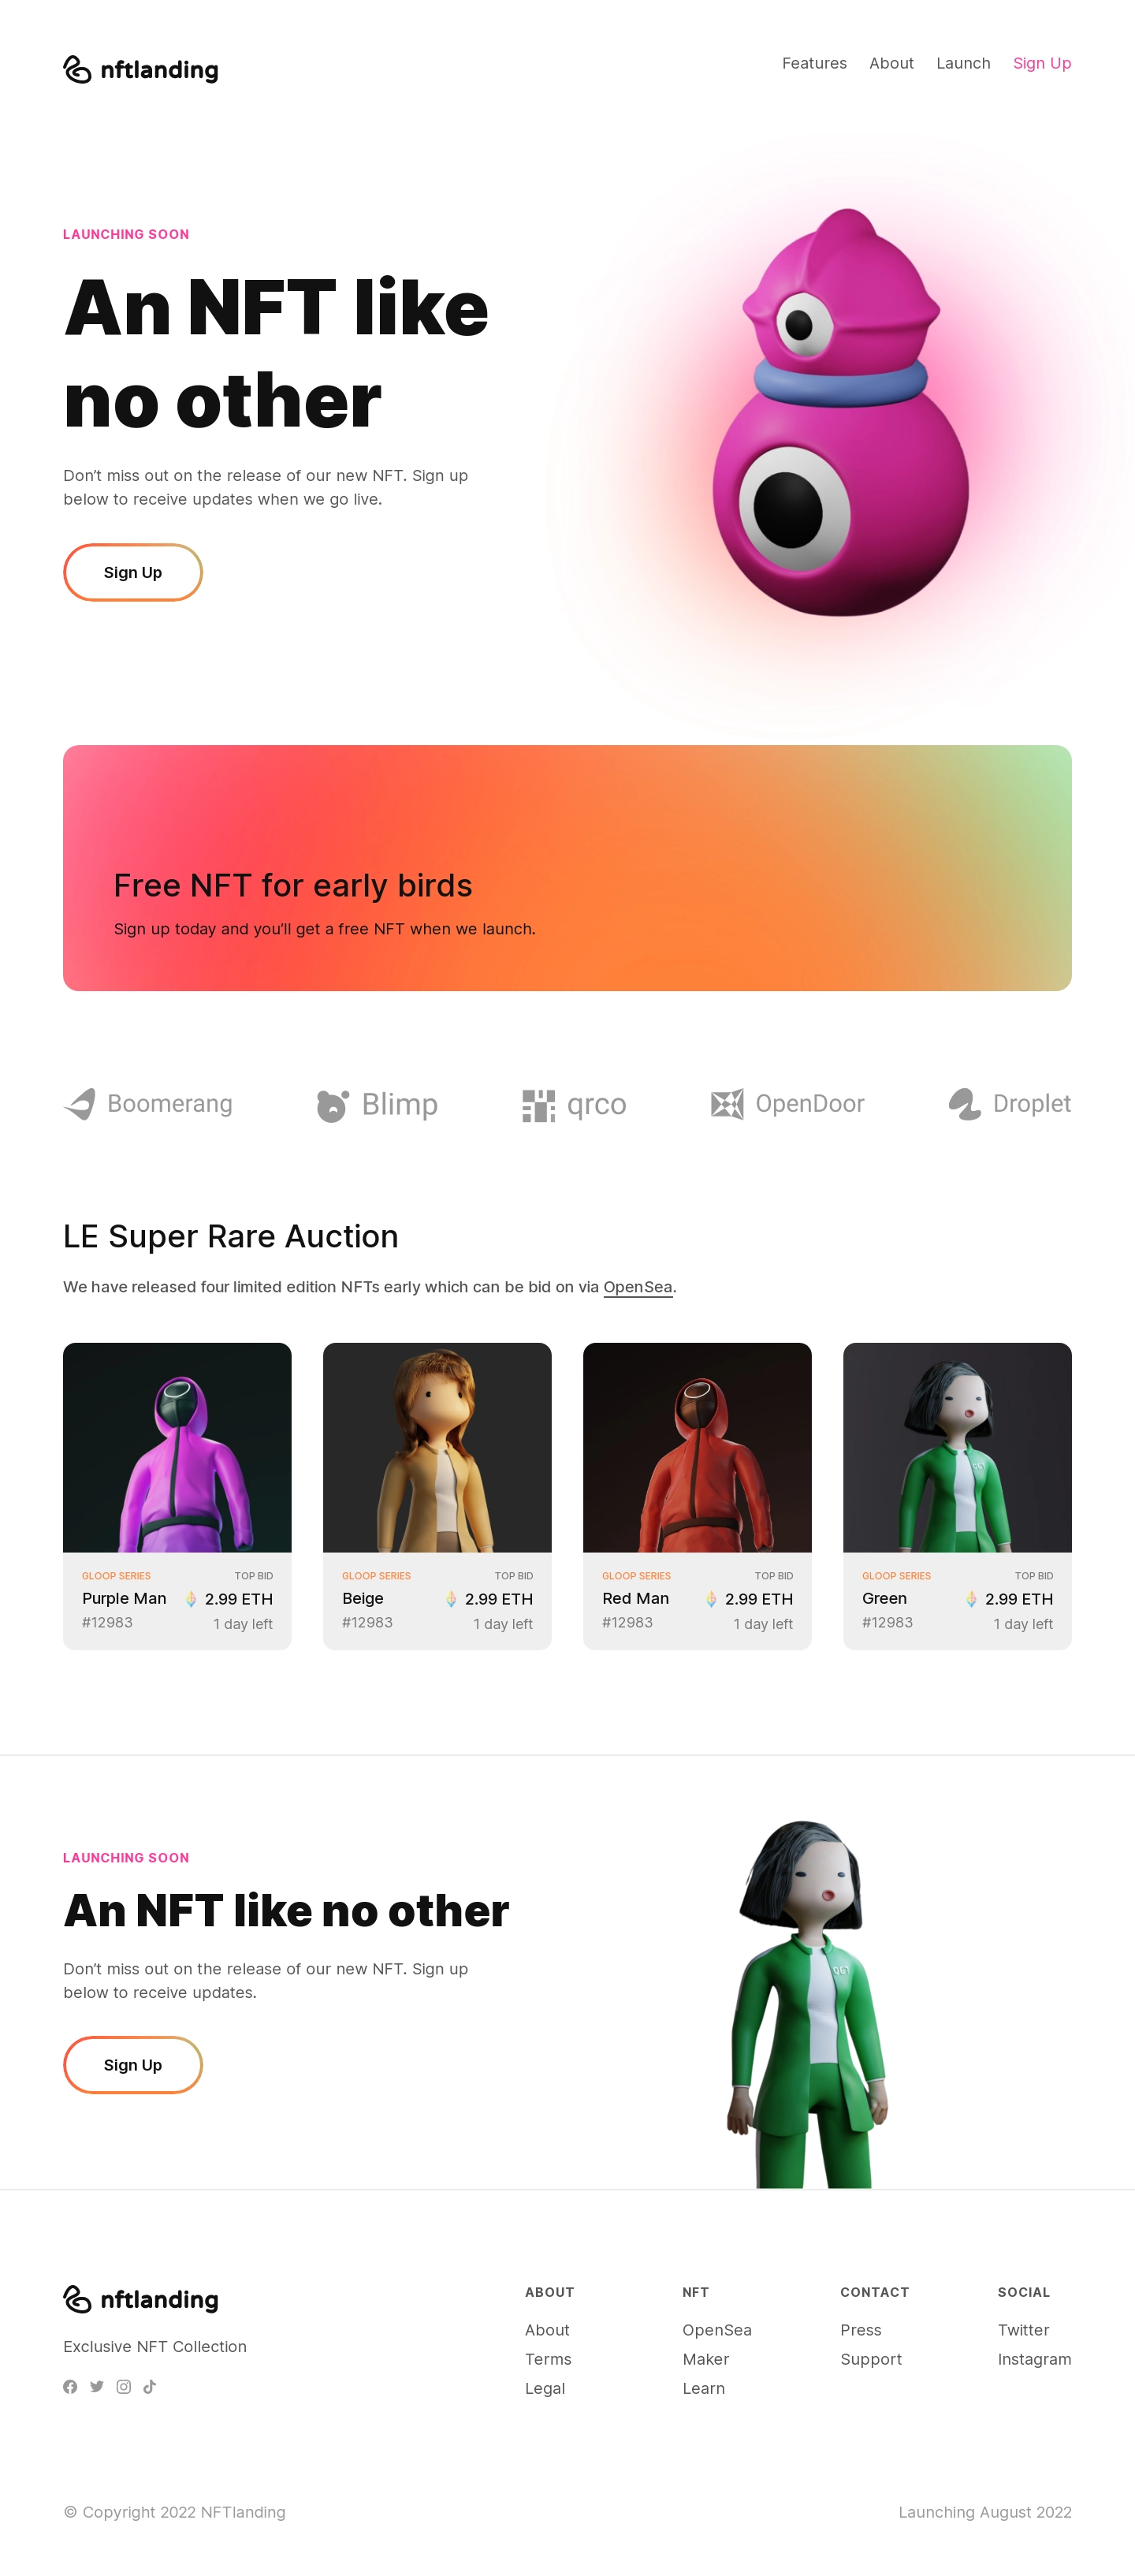 nftlanding
Features About Launch Sign Up
LAUNCHING SOON
An NFT like
no other
Don’t miss out on the release of our new NFT. Sign up
below to receive updates when we go live.
Sign Up
Free NFT for early birds
Sign up today and you’ll get a free NFT when we launch.
Boomerang Blimp qrco OpenDoor Droplet
LE Super Rare Auction
We have released four limited edition NFTs early which can be bid on via OpenSea.
GLOOP SERIES TOP BID
Purple Man 2.99 ETH
#12983 1 day left
GLOOP SERIES TOP BID
Beige 2.99 ETH
#12983 1 day left
GLOOP SERIES TOP BID
Red Man 2.99 ETH
#12983 1 day left
GLOOP SERIES TOP BID
Green 2.99 ETH
#12983 1 day left
LAUNCHING SOON
An NFT like no other
Don’t miss out on the release of our new NFT. Sign up
below to receive updates.
Sign Up
nftlanding
Exclusive NFT Collection
ABOUT
About
Terms
Legal
NFT
OpenSea
Maker
Learn
CONTACT
Press
Support
SOCIAL
Twitter
Instagram
© Copyright 2022 NFTlanding
Launching August 2022